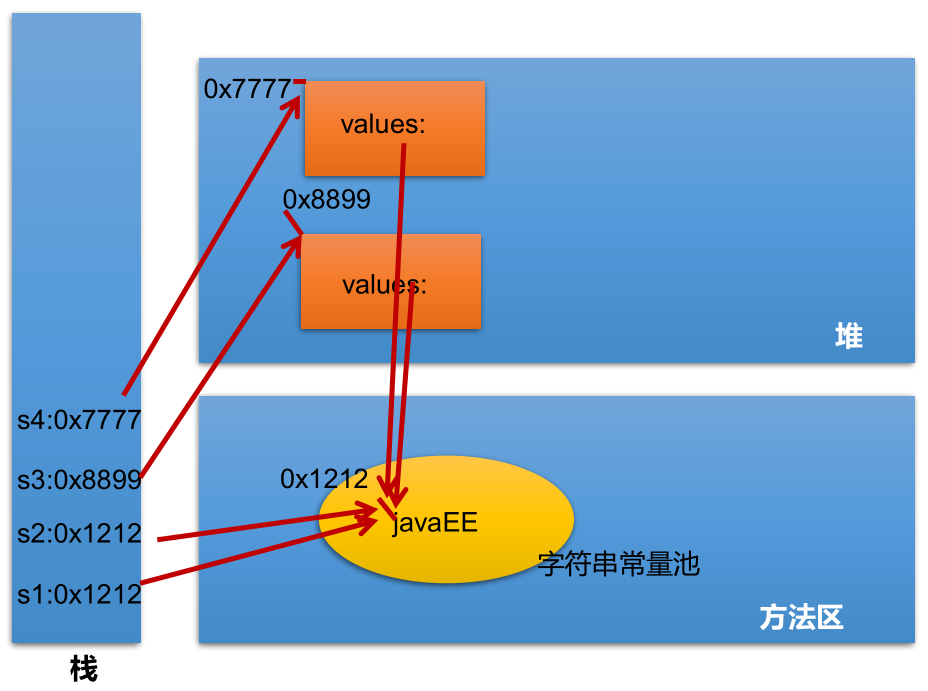 0x7777
values:
0x8899
values:
堆
s4:0x7777
s3:0x8899
s2:0x1212
s1:0x1212
栈
0x1212
javaEE
字符串常量池
方法区